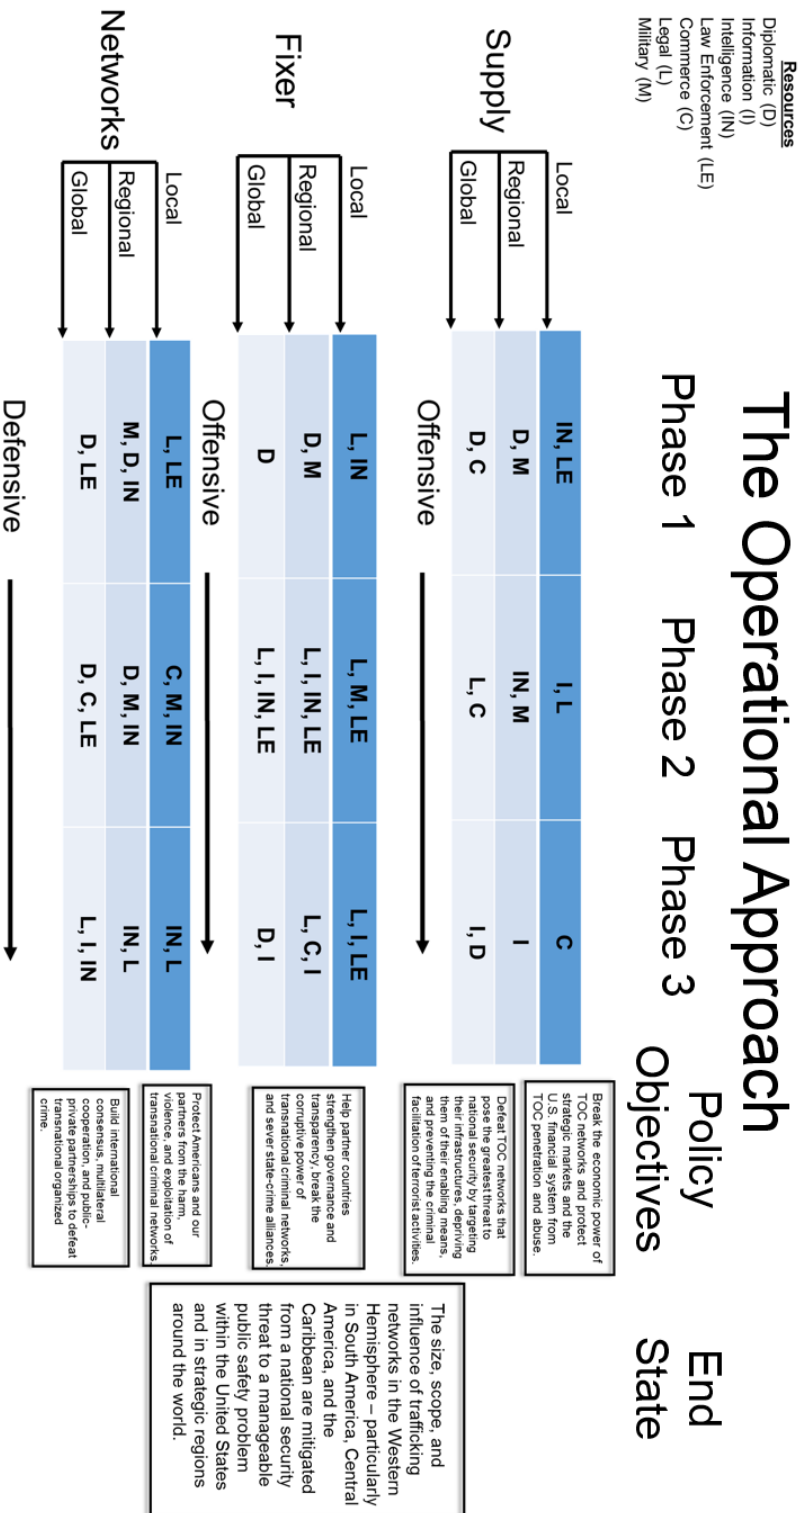 The Operational Approach
Resources
Diplomatic (D)
Information (I)
Intelligence (IN)
Law Enforcement (LE)
Commerce (C)
Legal (L)
Military (M)
Phase 1
Phase 2
Phase 3
Policy
Objectives
End
State
Supply
Local
Regional
Global
IN, LE
I, L
C
D, M
IN, M
I
D, C
L, C
I, D
Offensive
Fixer
Local
Regional
Global
L, IN
L, M, LE
L, I, LE
D, M
L, I, IN, LE
L, C, I
D
L, I, IN, LE
D, I
Offensive
Networks
Local
Regional
Global
L, LE
C, M, IN
IN, L
M, D, IN
D, M, IN
IN, L
D, LE
D, C, LE
L, I, IN
Defensive
Break the economic power of
TOC networks and protect
strategic markets and the
U.S. financial system from
TOC penetration and abuse.
Defeat TOC networks that
pose the greatest threat to
national security by targeting
their infrastructures, depriving
them of their enabling means,
and preventing the criminal
facilitation of terrorist activities.
Help partner countries
strengthen governance and
transparency, break the
corruptive power of
transnational criminal networks,
and sever state-crime alliances.
Protect Americans and our
partners from the harm,
violence, and exploitation of
transnational criminal networks.
Build international
consensus, multilateral
cooperation, and public-
private partnerships to defeat
transnational organized
crime.
The size, scope, and
influence of trafficking
networks in the Western
Hemisphere – particularly
in South America, Central
America, and the
Caribbean are mitigated
from a national security
threat to a manageable
public safety problem
within the United States
and in strategic regions
around the world.